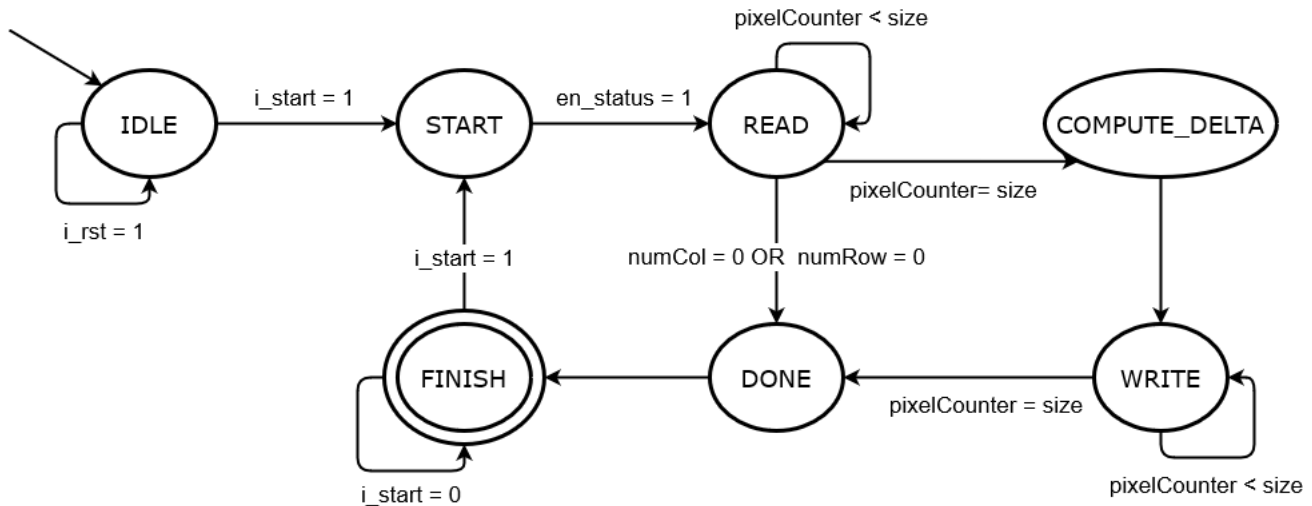 pixelCounter < size
i_start = 1
en_status = 1
IDLE
START
READ
COMPUTE_DELTA
pixelCounter= size
i_rst = 1
i_start = 1
numCol = 0 OR numRow = 0
FINISH
DONE
WRITE
pixelCounter = size
i_start = 0
pixelCounter < size